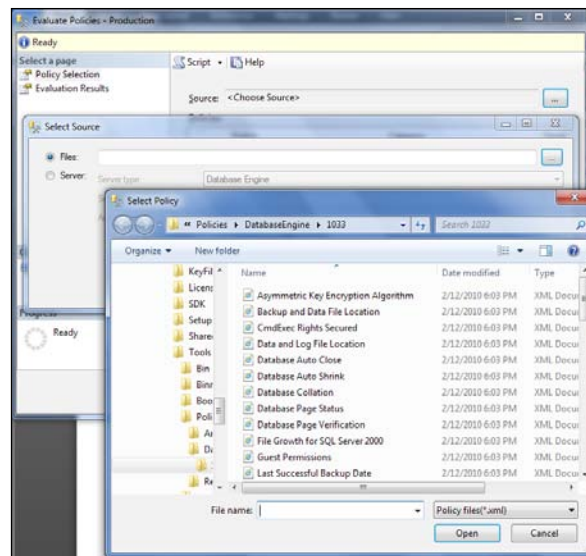 Evaluate Policies - Production
Ready
Select a page
Policy Selection
Evaluation Results
Script
Help
Source: <Choose Source>
...
Select Source
Files:
...
Server:
Server type:
Database Engine
Select Policy
« Policies ▸ DatabaseEngine ▸ 1033
Search 1033
Organize
New folder
Name
Date modified
Type
KeyFil
Licens
SDK
Setup
Share
Tools
Bin
Binn
Boo
Poli
Re
Asymmetric Key Encryption Algorithm 2/12/2010 6:03 PM XML Docu
Backup and Data File Location 2/12/2010 6:03 PM XML Docu
CmdExec Rights Secured 2/12/2010 6:03 PM XML Docu
Data and Log File Location 2/12/2010 6:03 PM XML Docu
Database Auto Close 2/12/2010 6:03 PM XML Docu
Database Auto Shrink 2/12/2010 6:03 PM XML Docu
Database Collation 2/12/2010 6:03 PM XML Docu
Database Page Status 2/12/2010 6:03 PM XML Docu
Database Page Verification 2/12/2010 6:03 PM XML Docu
File Growth for SQL Server 2000 2/12/2010 6:03 PM XML Docu
Guest Permissions 2/12/2010 6:03 PM XML Docu
Last Successful Backup Date 2/12/2010 6:03 PM XML Docu
Progress
Ready
File name:
Policy files(*.xml)
Open
Cancel